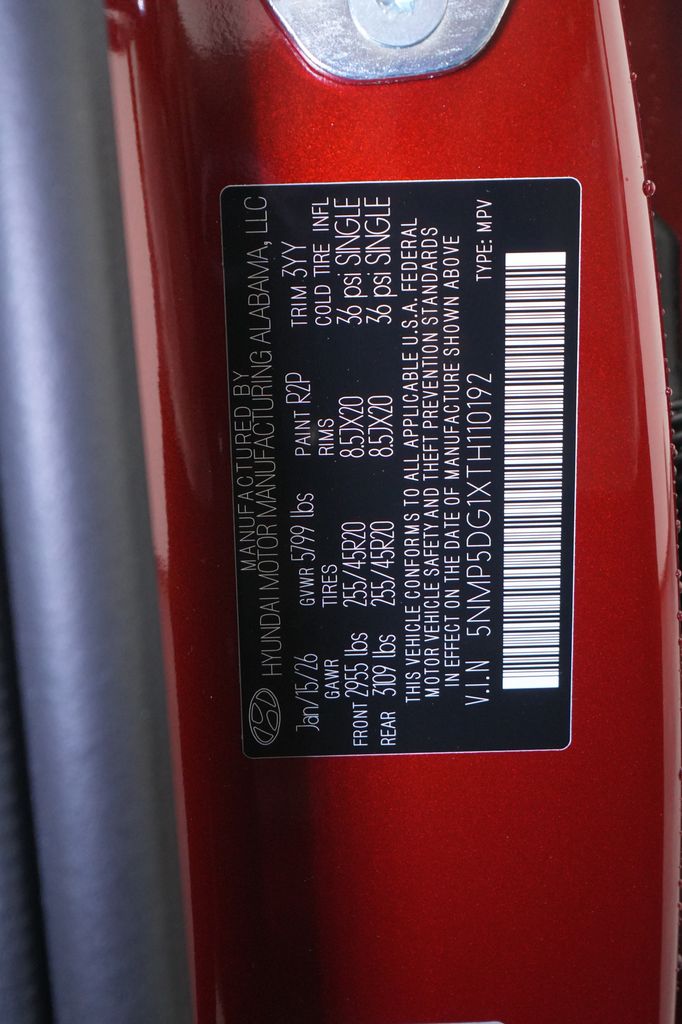 MANUFACTURED BY
HYUNDAI MOTOR MANUFACTURING ALABAMA, LLC
Jan/15/26 GVWR 5799 lbs PAINT R2P TRIM 3YY
GAWR TIRES RIMS COLD TIRE INFL
FRONT 2955 lbs 255/45R20 8.5JX20 36 psi SINGLE
REAR 3109 lbs 255/45R20 8.5JX20 36 psi SINGLE
THIS VEHICLE CONFORMS TO ALL APPLICABLE U.S.A. FEDERAL
MOTOR VEHICLE SAFETY AND THEFT PREVENTION STANDARDS
IN EFFECT ON THE DATE OF MANUFACTURE SHOWN ABOVE
V.I.N 5NMP5DG1XTH110192 TYPE: MPV